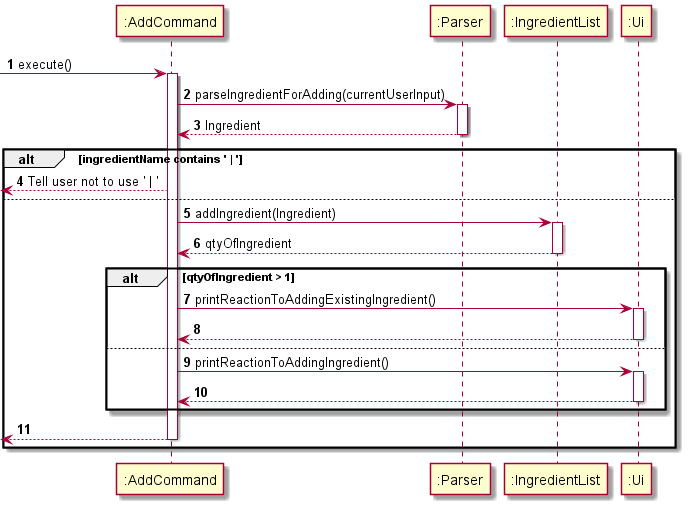 :AddCommand :Parser :IngredientList :Ui
1 execute()
2 parseIngredientForAdding(currentUserInput)
3 Ingredient
alt [ingredientName contains ' | ']
4 Tell user not to use ' | '
5 addIngredient(Ingredient)
6 qtyOfIngredient
alt [qtyOfIngredient > 1]
7 printReactionToAddingExistingIngredient()
8
9 printReactionToAddingIngredient()
10
11
:AddCommand :Parser :IngredientList :Ui